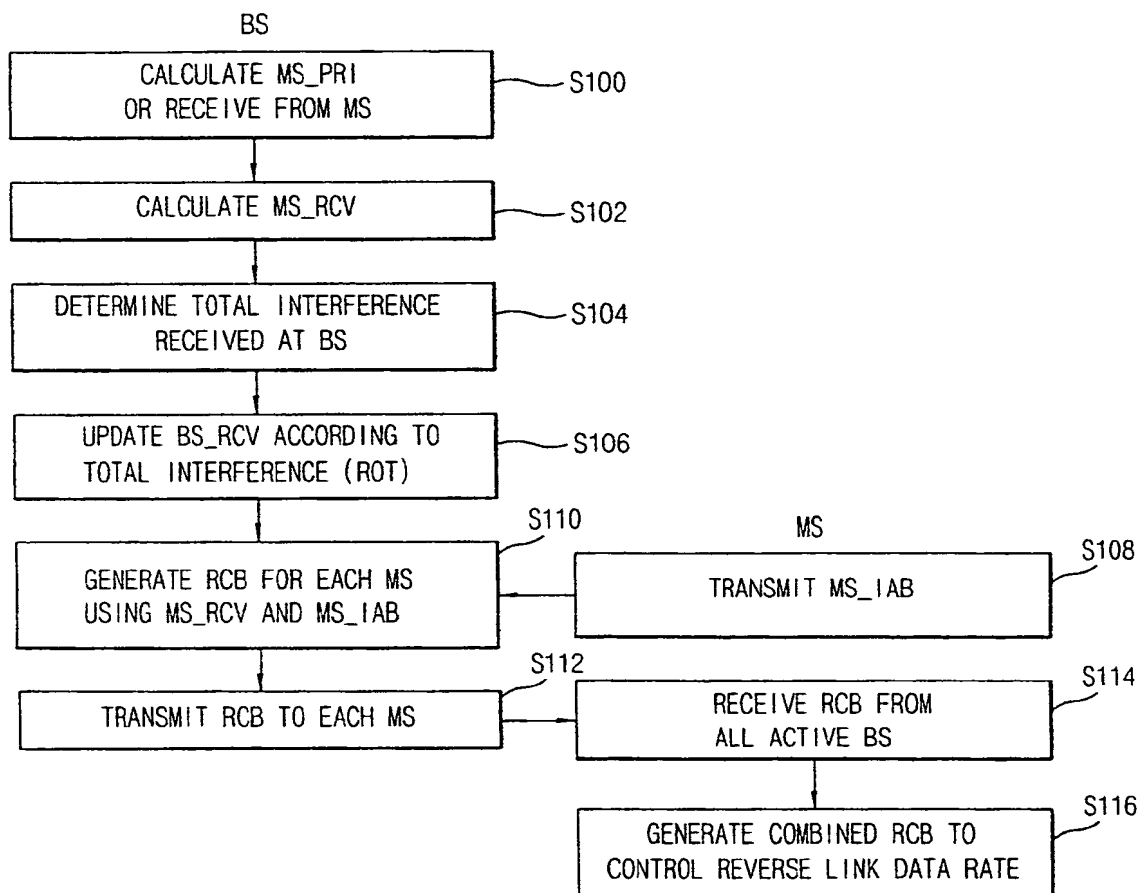 BS
CALCULATE MS_PRI
OR RECEIVE FROM MS
S100
CALCULATE MS_RCV
S102
DETERMINE TOTAL INTERFERENCE
RECEIVED AT BS
S104
UPDATE BS_RCV ACCORDING TO
TOTAL INTERFERENCE (ROT)
S106
S110
GENERATE RCB FOR EACH MS
USING MS_RCV AND MS_IAB
MS
S108
TRANSMIT MS_IAB
S112
TRANSMIT RCB TO EACH MS
S114
RECEIVE RCB FROM
ALL ACTIVE BS
S116
GENERATE COMBINED RCB TO
CONTROL REVERSE LINK DATA RATE